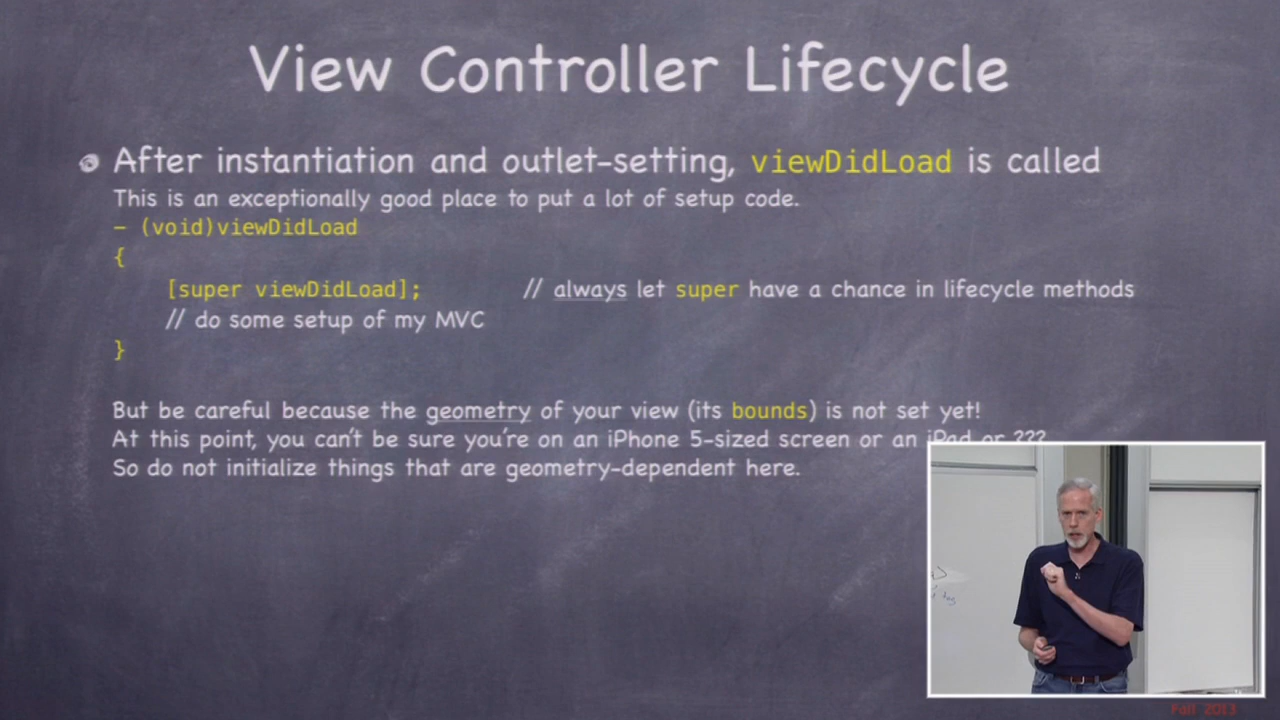 View Controller Lifecycle
After instantiation and outlet-setting, viewDidLoad is called
This is an exceptionally good place to put a lot of setup code.
- (void)viewDidLoad
{
[super viewDidLoad]; // always let super have a chance in lifecycle methods
// do some setup of my MVC
}
But be careful because the geometry of your view (its bounds) is not set yet!
At this point, you can't be sure you're on an iPhone 5-sized screen or an iPad or ???
So do not initialize things that are geometry-dependent here.
Fall 2013